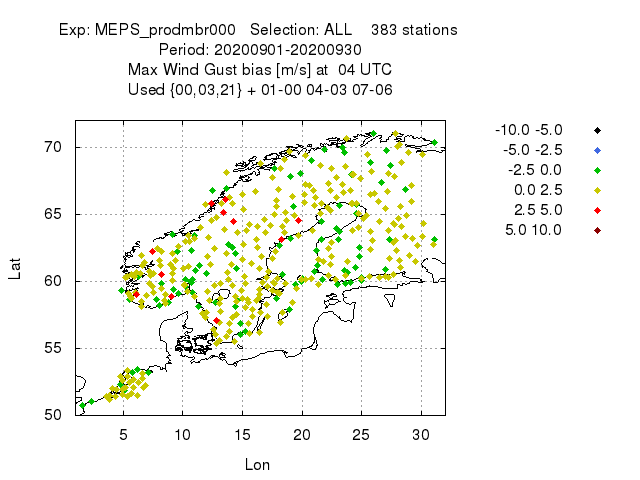 Exp: MEPS_prodmbr000   Selection: ALL    383 stations
Period: 20200901-20200930
Max Wind Gust bias [m/s] at  04 UTC
Used {00,03,21} + 01-00 04-03 07-06
-10.0 -5.0
-5.0 -2.5
-2.5 0.0
0.0 2.5
2.5 5.0
5.0 10.0
70
65
60
55
50
Lat
5 10 15 20 25 30
Lon